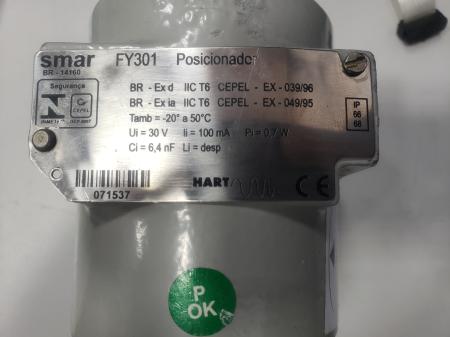 smar FY301 Posicionador
BR - 14160
Segurança
BR - Ex d IIC T6 CEPEL - EX - 039/96
BR - Ex ia IIC T6 CEPEL - EX - 049/95
Tamb = -20° a 50°C
Ui = 30 V Ii = 100 mA Pi = 0,7 W
Ci = 6,4 nF Li = desp
CEPEL
INMETRO
IP
66
68
071537
HART
CE
P
OK